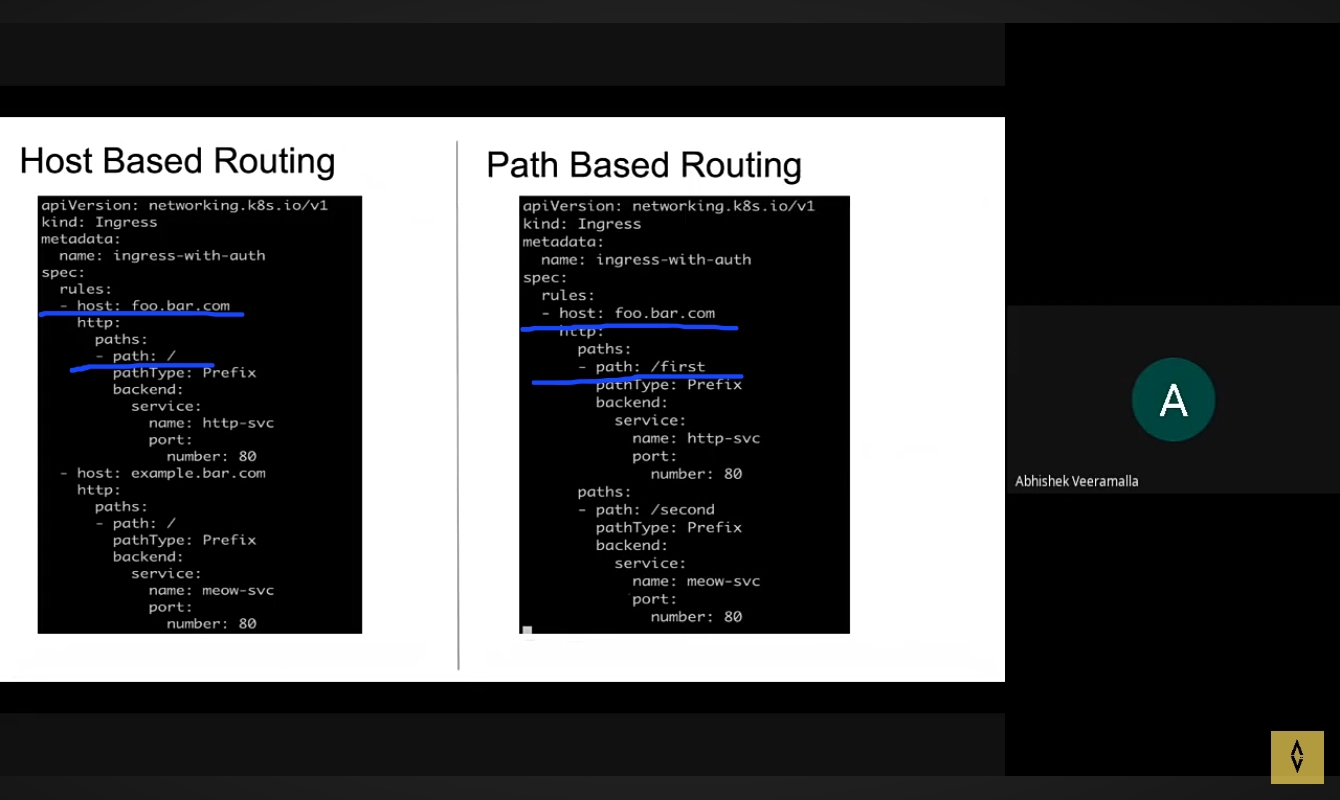 Host Based Routing
apiVersion: networking.k8s.io/v1
kind: Ingress
metadata:
  name: ingress-with-auth
spec:
  rules:
  - host: foo.bar.com
    http:
      paths:
      - path: /
        pathType: Prefix
        backend:
          service:
            name: http-svc
            port:
              number: 80
  - host: example.bar.com
    http:
      paths:
      - path: /
        pathType: Prefix
        backend:
          service:
            name: meow-svc
            port:
              number: 80
Path Based Routing
apiVersion: networking.k8s.io/v1
kind: Ingress
metadata:
  name: ingress-with-auth
spec:
  rules:
  - host: foo.bar.com
    http:
      paths:
      - path: /first
        pathType: Prefix
        backend:
          service:
            name: http-svc
            port:
              number: 80
      paths:
      - path: /second
        pathType: Prefix
        backend:
          service:
            name: meow-svc
            port:
              number: 80
A
Abhishek Veeramalla